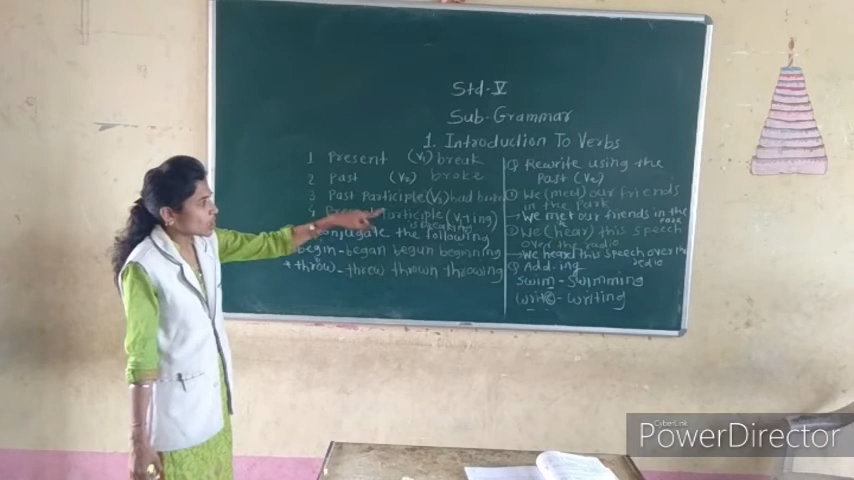 Std-V
Sub-Grammar
1. Introduction To Verbs
1 Present (V1) break
2 Past (V2) broke
3 Past Participle (V3) had broken
4 Present Participle (V1+ing)
is breaking
Conjugate the following
begin-began begun beginning
* throw-threw thrown throwing
Q Rewrite using the
Past (V2)
① We (meet) our friends
in the Park
→ We met our friends in the
Park
② We (hear) this speech
over the radio
→ We heard this speech over the
radio
Q Add-ing
swim-swimming
write-writing
CyberLink
PowerDirector